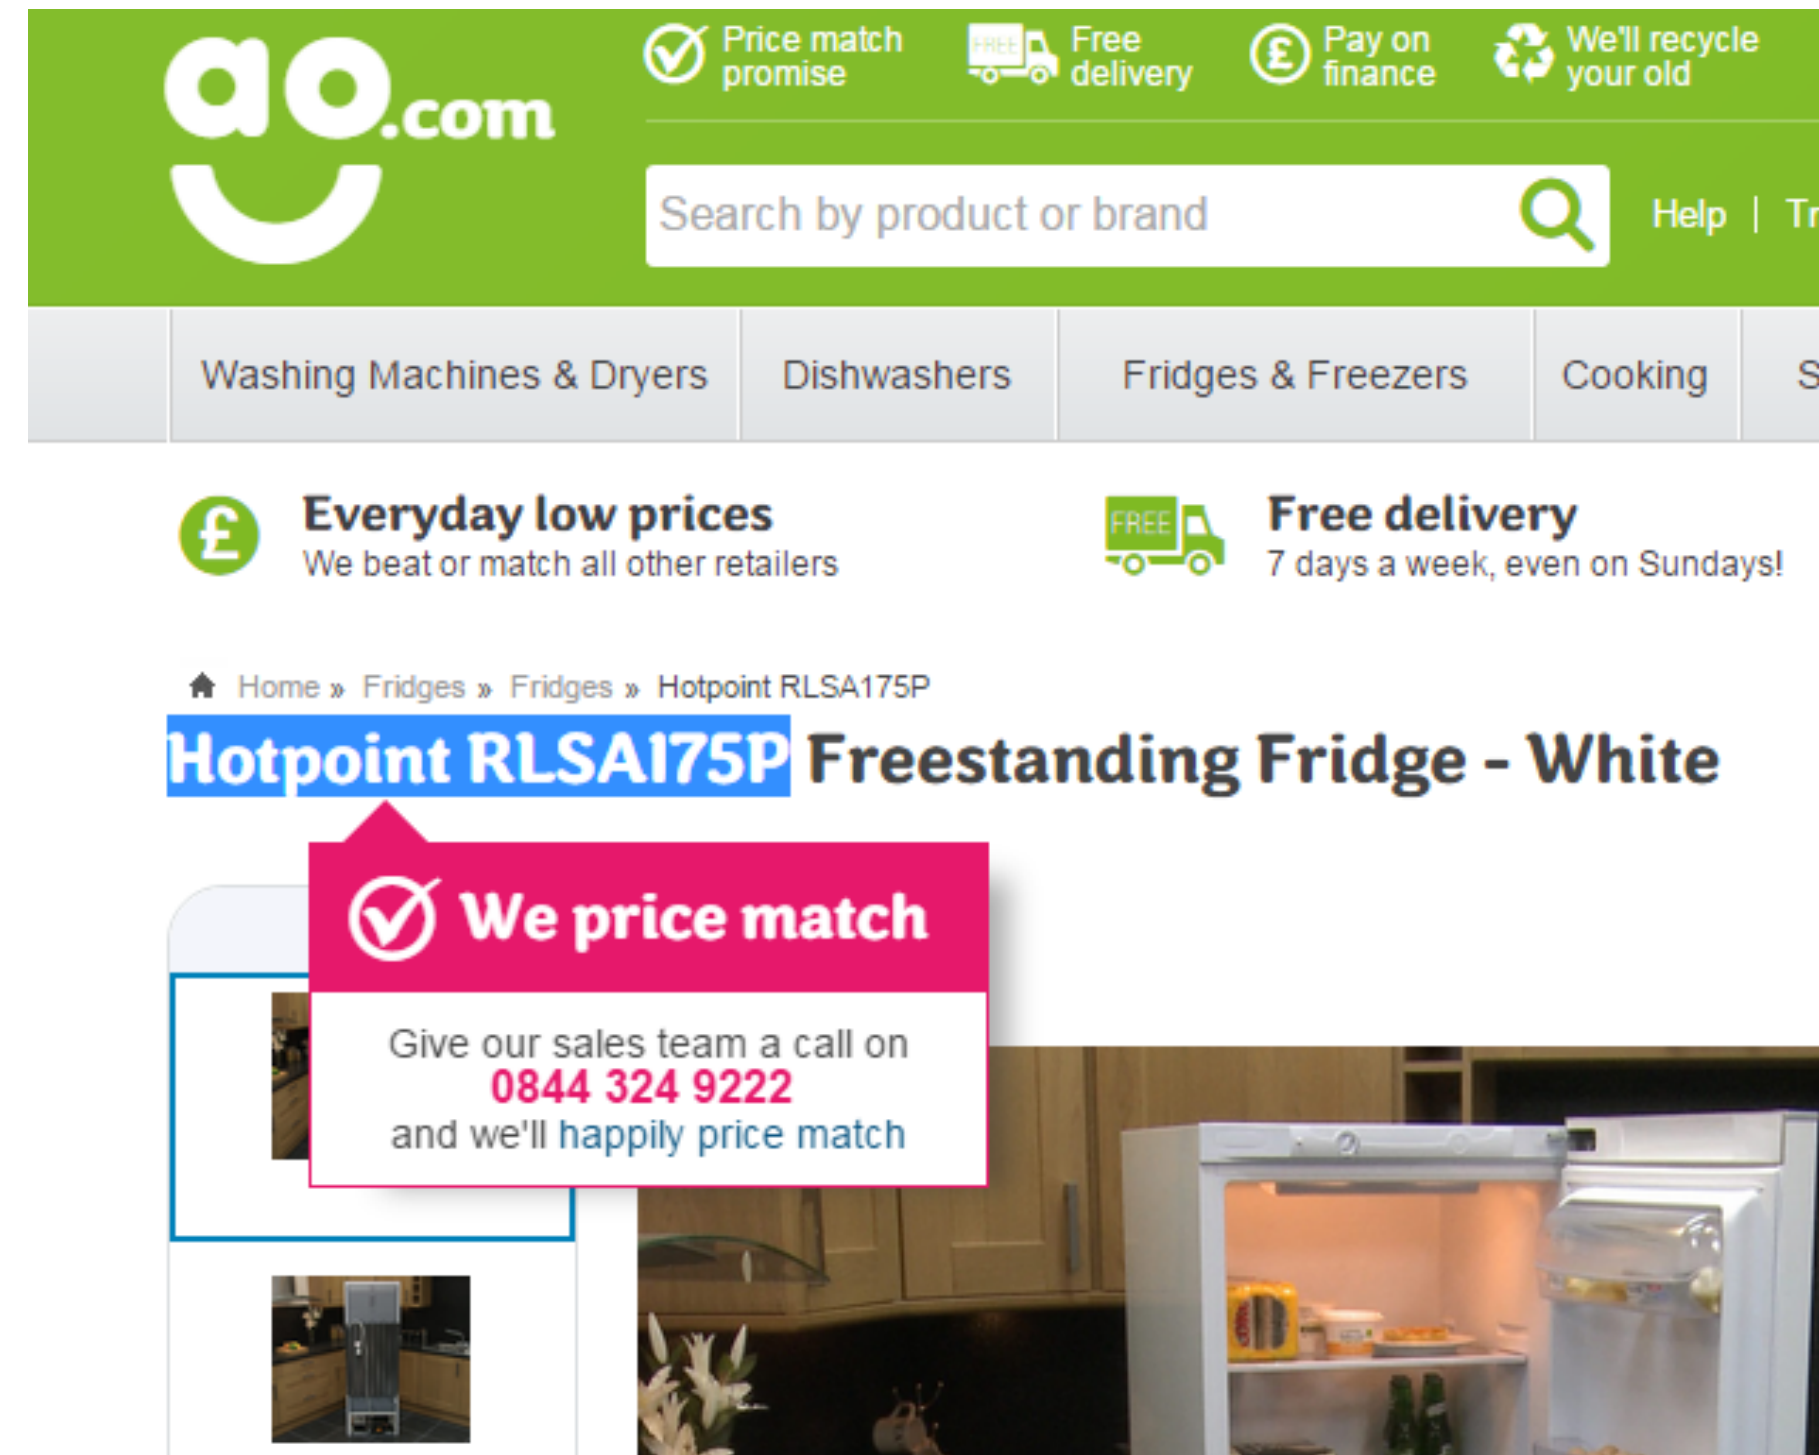 ao.com
Price match
promise
FREE
Free
delivery
£
Pay on
finance
We'll recycle
your old
Search by product or brand
Help |
Washing Machines & Dryers
Dishwashers
Fridges & Freezers
Cooking
£
Everyday low prices
We beat or match all other retailers
FREE
Free delivery
7 days a week, even on Sundays!
Home » Fridges » Fridges » Hotpoint RLSA175P
Hotpoint RLSA175P Freestanding Fridge - White
We price match
Give our sales team a call on
0844 324 9222
and we'll happily price match